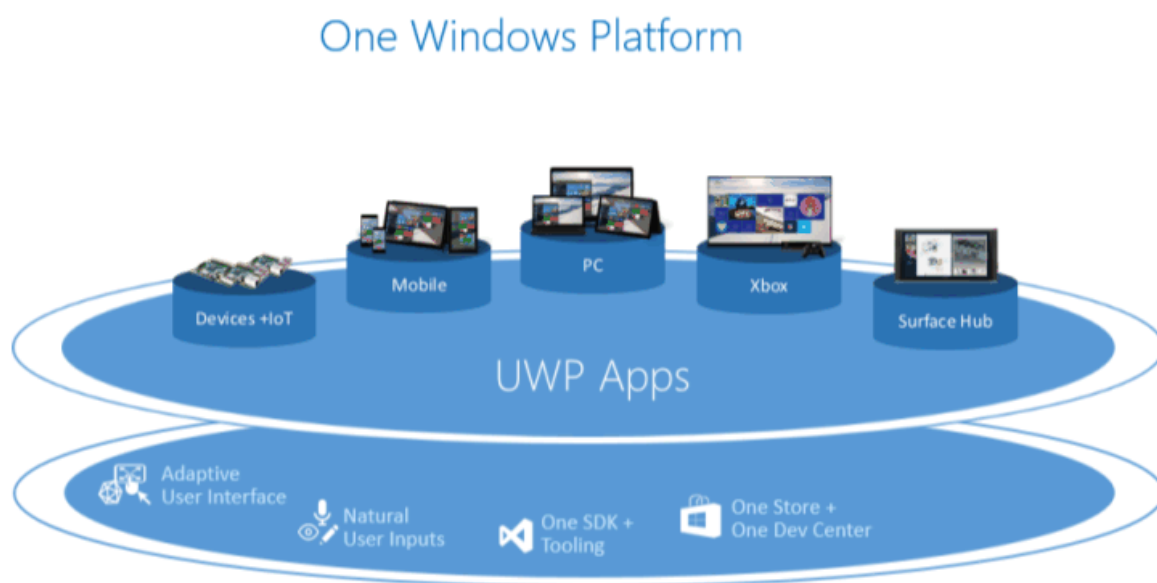 One Windows Platform
Devices +IoT
Mobile
PC
Xbox
Surface Hub
UWP Apps
Adaptive
User Interface
Natural
User Inputs
One SDK +
Tooling
One Store +
One Dev Center